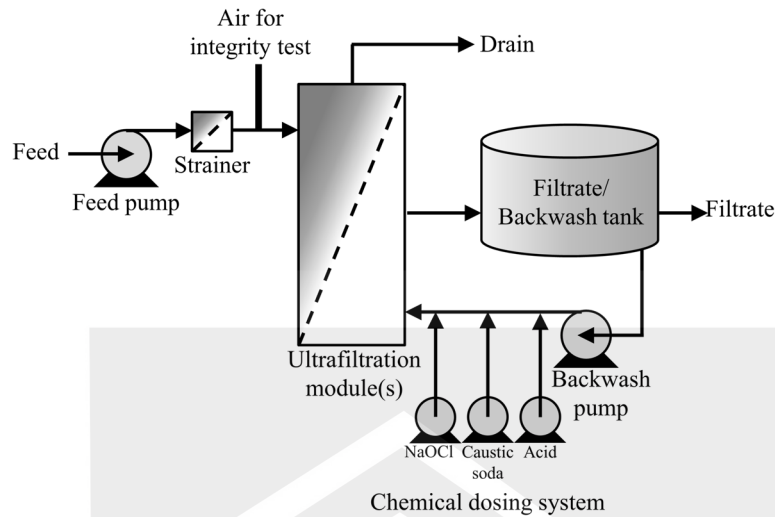 Air for
integrity test
Drain
Feed
Strainer
Feed pump
Filtrate/
Backwash tank
Filtrate
Ultrafiltration
module(s)
Backwash
pump
NaOCl
Caustic
soda
Acid
Chemical dosing system